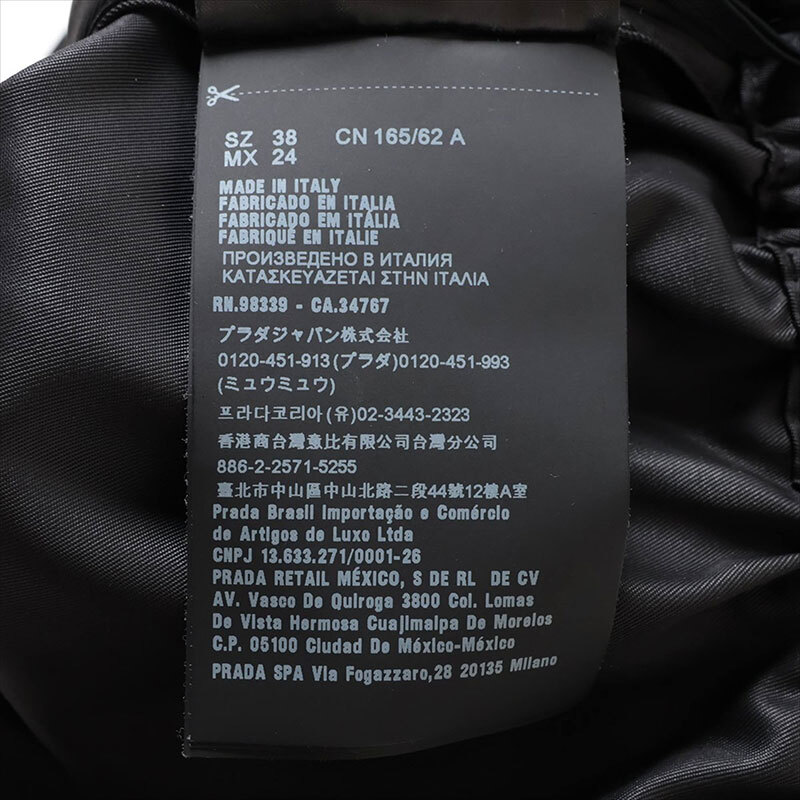 SZ 38 CN 165/62 A
MX 24
MADE IN ITALY
FABRICADO EN ITALIA
FABRICADO EM ITÁLIA
FABRIQUÉ EN ITALIE
ПРОИЗВЕДЕНО В ИТАЛИЯ
ΚΑΤΑΣΚΕΥΑΖΕΤΑΙ ΣΤΗΝ ΙΤΑΛΙΑ
RN.98339 - CA.34767
プラダジャパン株式会社
0120-451-913(プラダ)0120-451-993
(ミュウミュウ)
프라다코리아(유)02-3443-2323
香港商台灣意比有限公司台灣分公司
886-2-2571-5255
臺北市中山區中山北路二段44號12樓A室
Prada Brasil Importação e Comércio
de Artigos de Luxo Ltda
CNPJ 13.633.271/0001-26
PRADA RETAIL MÉXICO, S DE RL DE CV
AV. Vasco De Quiroga 3800 Col. Lomas
De Vista Hermosa Cuajimalpa De Morelos
C.P. 05100 Ciudad De México-México
PRADA SPA Via Fogazzaro,28 20135 Milano